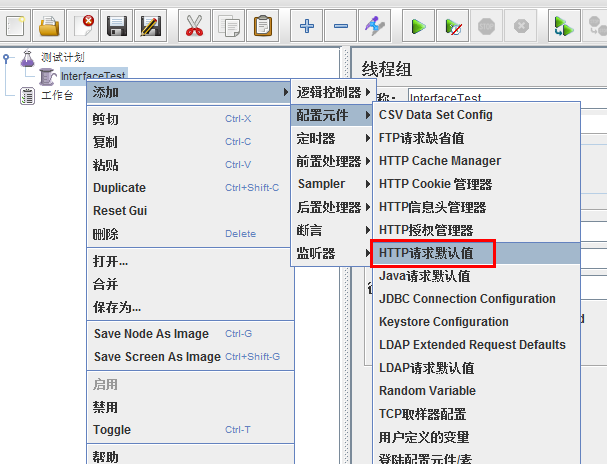 测试计划
InterfaceTest
工作台
线程组
称:
InterfaceTest
添加
剪切 Ctrl-X
复制 Ctrl-C
粘贴 Ctrl-V
Duplicate Ctrl+Shift-C
Reset Gui
删除 Delete
打开...
合并
保存为...
Save Node As Image Ctrl-G
Save Screen As Image Ctrl+Shift-G
启用
禁用
Toggle Ctrl-T
帮助
逻辑控制器
配置元件
定时器
前置处理器
Sampler
后置处理器
断言
监听器
CSV Data Set Config
FTP请求缺省值
HTTP Cache Manager
HTTP Cookie 管理器
HTTP信息头管理器
HTTP授权管理器
HTTP请求默认值
Java请求默认值
JDBC Connection Configuration
Keystore Configuration
LDAP Extended Request Defaults
LDAP请求默认值
Random Variable
TCP取样器配置
用户定义的变量
登陆配置元件/素